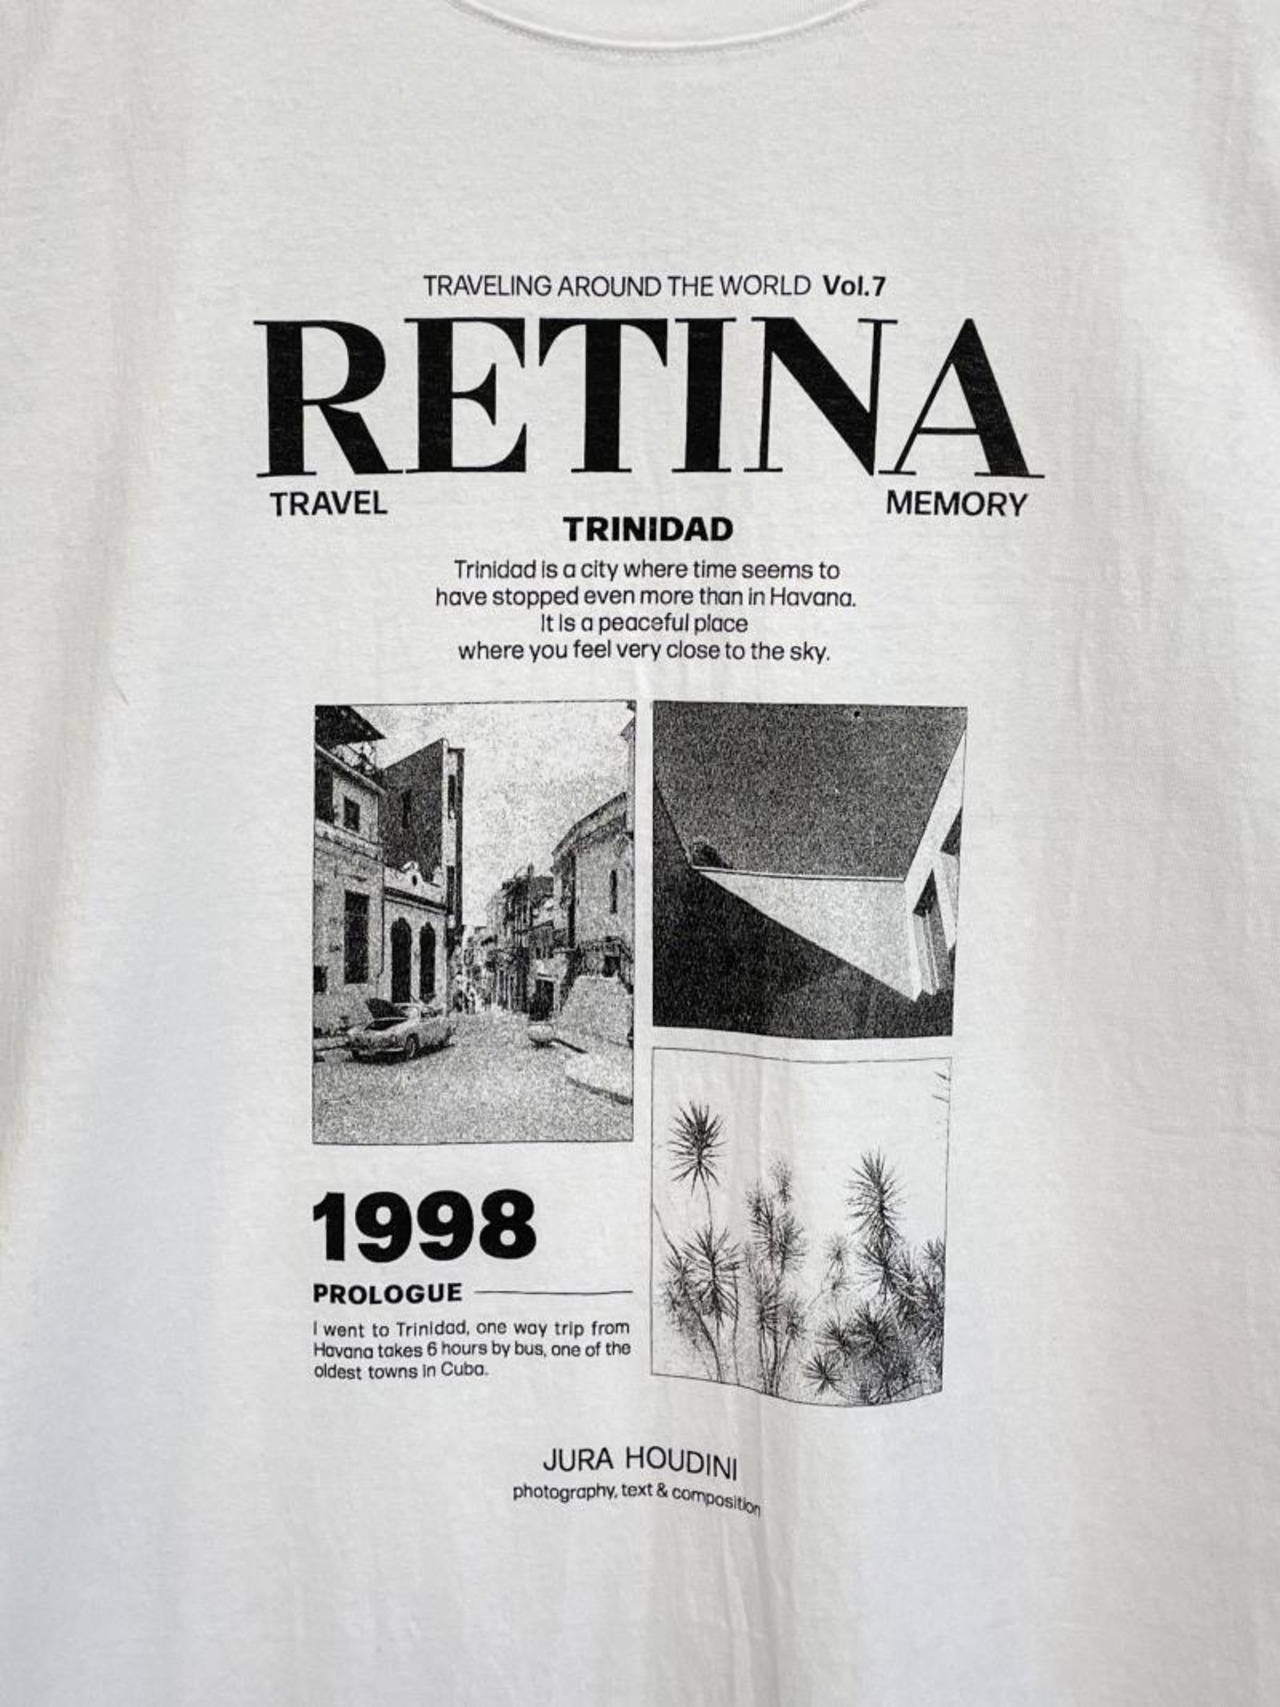 TRAVELING AROUND THE WORLD Vol.7
RETINA
TRAVEL
MEMORY
TRINIDAD
Trinidad is a city where time seems to
have stopped even more than in Havana.
It is a peaceful place
where you feel very close to the sky.
1998
PROLOGUE
I went to Trinidad, one way trip from
Havana takes 6 hours by bus, one of the
oldest towns in Cuba.
JURA HOUDINI
photography, text & composition